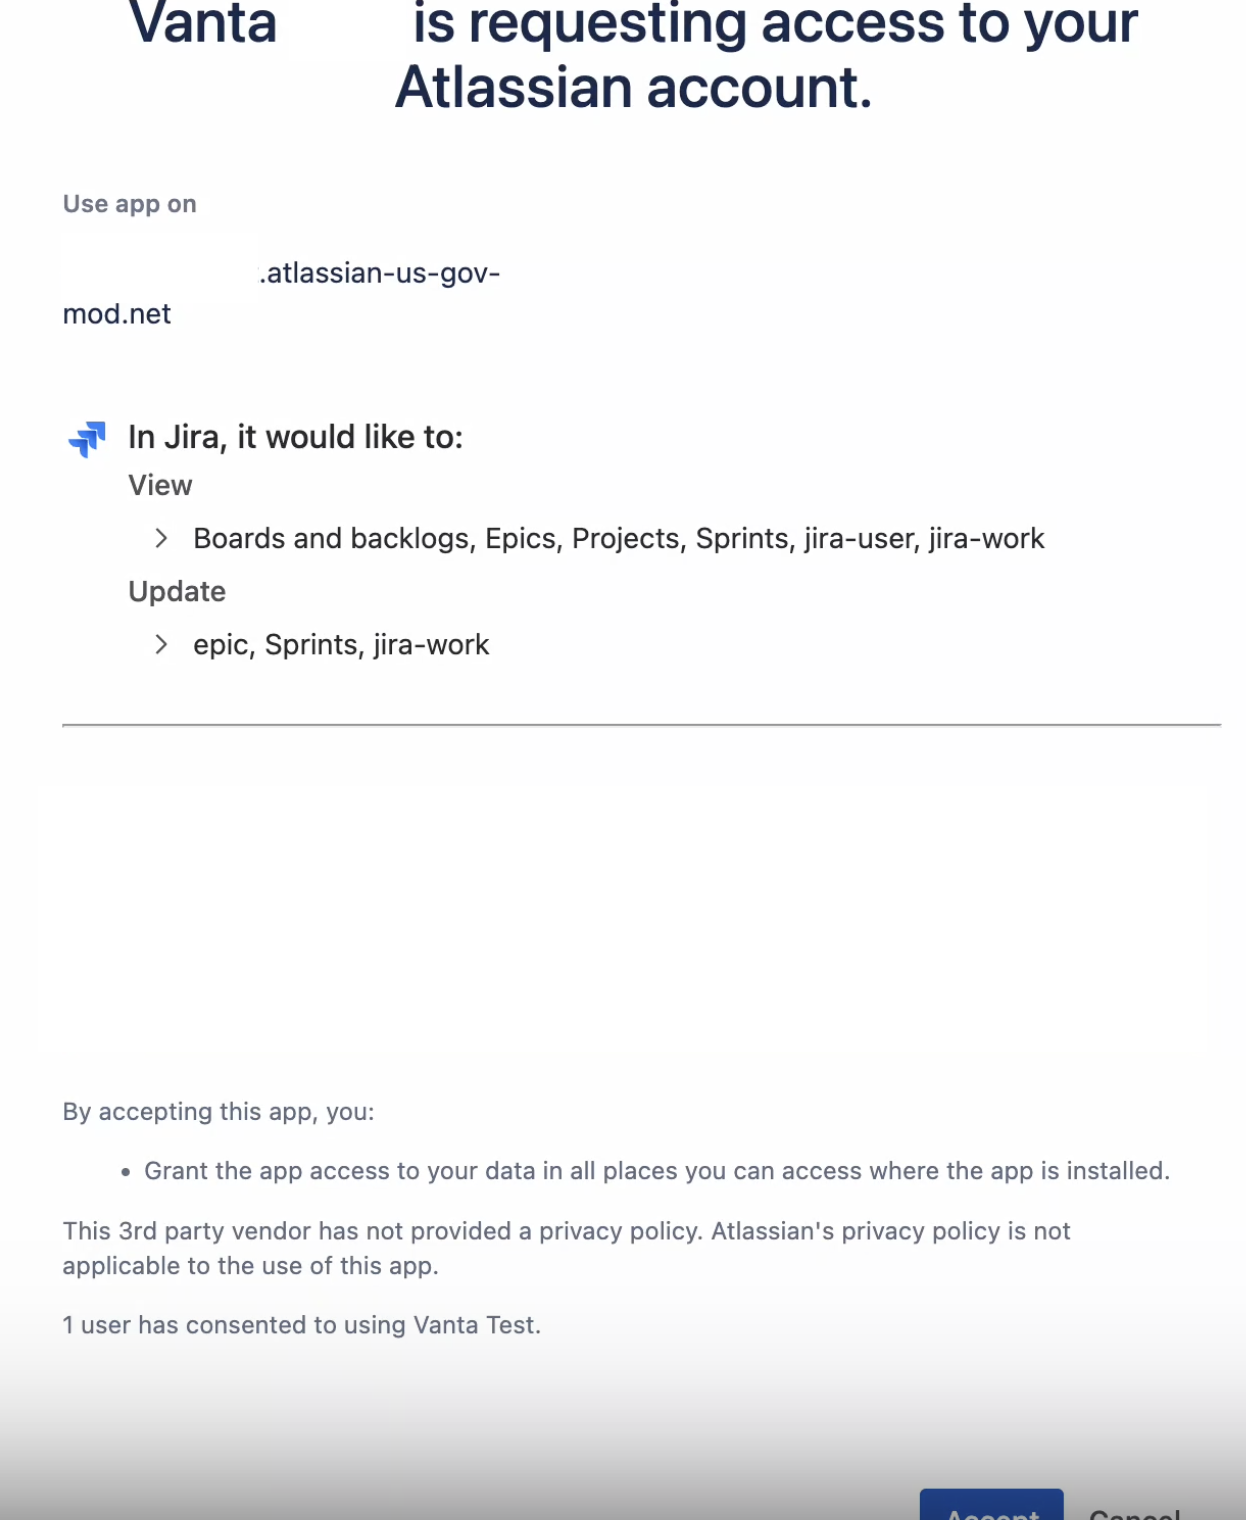 Vanta is requesting access to your
Atlassian account.
Use app on
.atlassian-us-gov-
mod.net
In Jira, it would like to:
View
Boards and backlogs, Epics, Projects, Sprints, jira-user, jira-work
Update
epic, Sprints, jira-work
By accepting this app, you:
• Grant the app access to your data in all places you can access where the app is installed.
This 3rd party vendor has not provided a privacy policy. Atlassian's privacy policy is not
applicable to the use of this app.
1 user has consented to using Vanta Test.
Accept Cancel